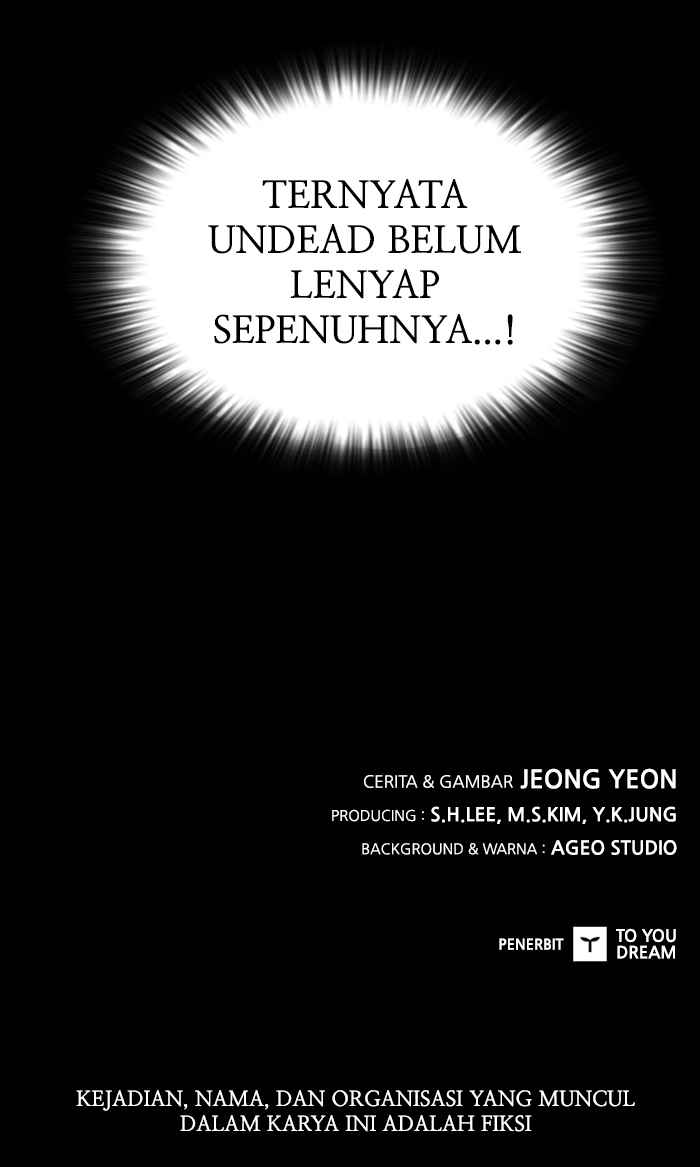 TERNYATA
UNDEAD BELUM
LENYAP
SEPENUHNYA...!
CERITA & GAMBAR JEONG YEON
PRODUCING : S.H.LEE, M.S.KIM, Y.K.JUNG
BACKGROUND & WARNA : AGEO STUDIO
PENERBIT TO YOU
DREAM
KEJADIAN, NAMA, DAN ORGANISASI YANG MUNCUL
DALAM KARYA INI ADALAH FIKSI